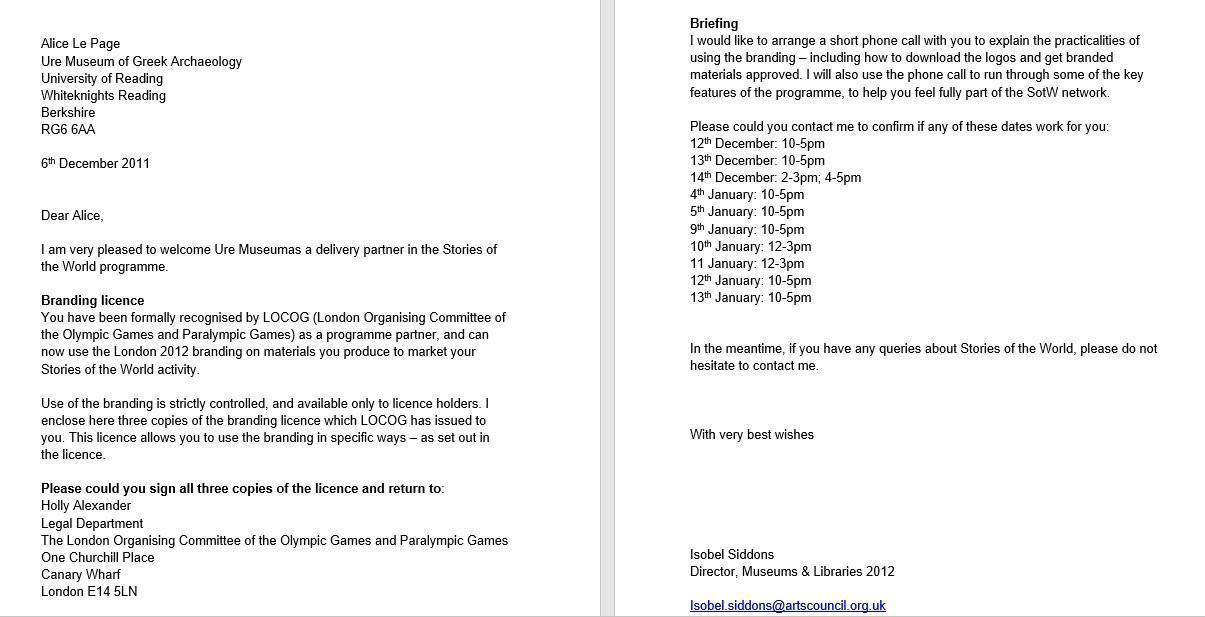 Alice Le Page
Ure Museum of Greek Archaeology
University of Reading
Whiteknights Reading
Berkshire
RG6 6AA
6th December 2011
Dear Alice,
I am very pleased to welcome Ure Museumas a delivery partner in the Stories of
the World programme.
Branding licence
You have been formally recognised by LOCOG (London Organising Committee of
the Olympic Games and Paralympic Games) as a programme partner, and can
now use the London 2012 branding on materials you produce to market your
Stories of the World activity.
Use of the branding is strictly controlled, and available only to licence holders. I
enclose here three copies of the branding licence which LOCOG has issued to
you. This licence allows you to use the branding in specific ways – as set out in
the licence.
Please could you sign all three copies of the licence and return to:
Holly Alexander
Legal Department
The London Organising Committee of the Olympic Games and Paralympic Games
One Churchill Place
Canary Wharf
London E14 5LN
Briefing
I would like to arrange a short phone call with you to explain the practicalities of
using the branding – including how to download the logos and get branded
materials approved. I will also use the phone call to run through some of the key
features of the programme, to help you feel fully part of the SotW network.
Please could you contact me to confirm if any of these dates work for you:
12th December: 10-5pm
13th December: 10-5pm
14th December: 2-3pm; 4-5pm
4th January: 10-5pm
5th January: 10-5pm
9th January: 10-5pm
10th January: 12-3pm
11 January: 12-3pm
12th January: 10-5pm
13th January: 10-5pm
In the meantime, if you have any queries about Stories of the World, please do not
hesitate to contact me.
With very best wishes
Isobel Siddons
Director, Museums & Libraries 2012
Isobel.siddons@artscouncil.org.uk